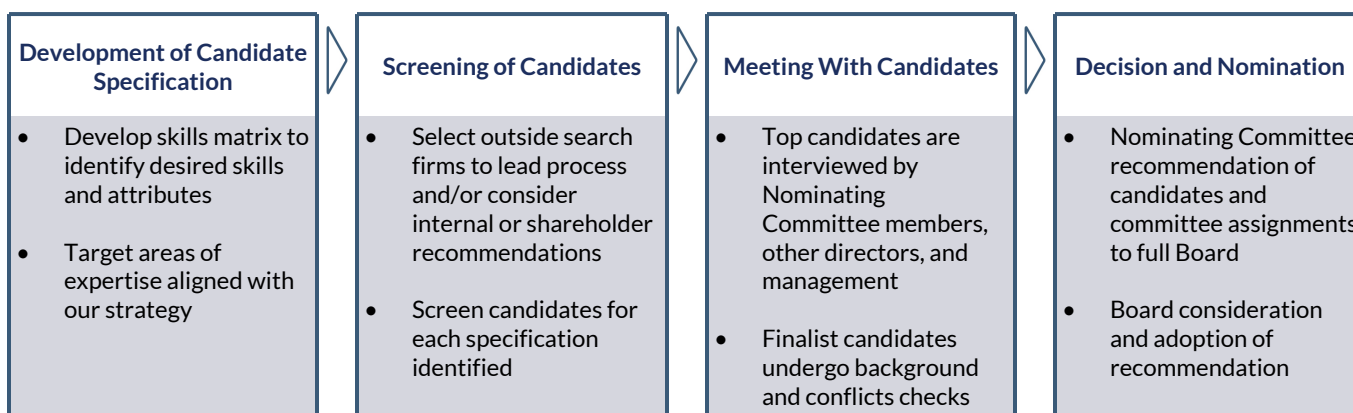 Development of Candidate
Specification
• Develop skills matrix to
identify desired skills
and attributes
• Target areas of
expertise aligned with
our strategy
Screening of Candidates
• Select outside search
firms to lead process
and/or consider
internal or shareholder
recommendations
• Screen candidates for
each specification
identified
Meeting With Candidates
• Top candidates are
interviewed by
Nominating
Committee members,
other directors, and
management
• Finalist candidates
undergo background
and conflicts checks
Decision and Nomination
• Nominating Committee
recommendation of
candidates and
committee assignments
to full Board
• Board consideration
and adoption of
recommendation